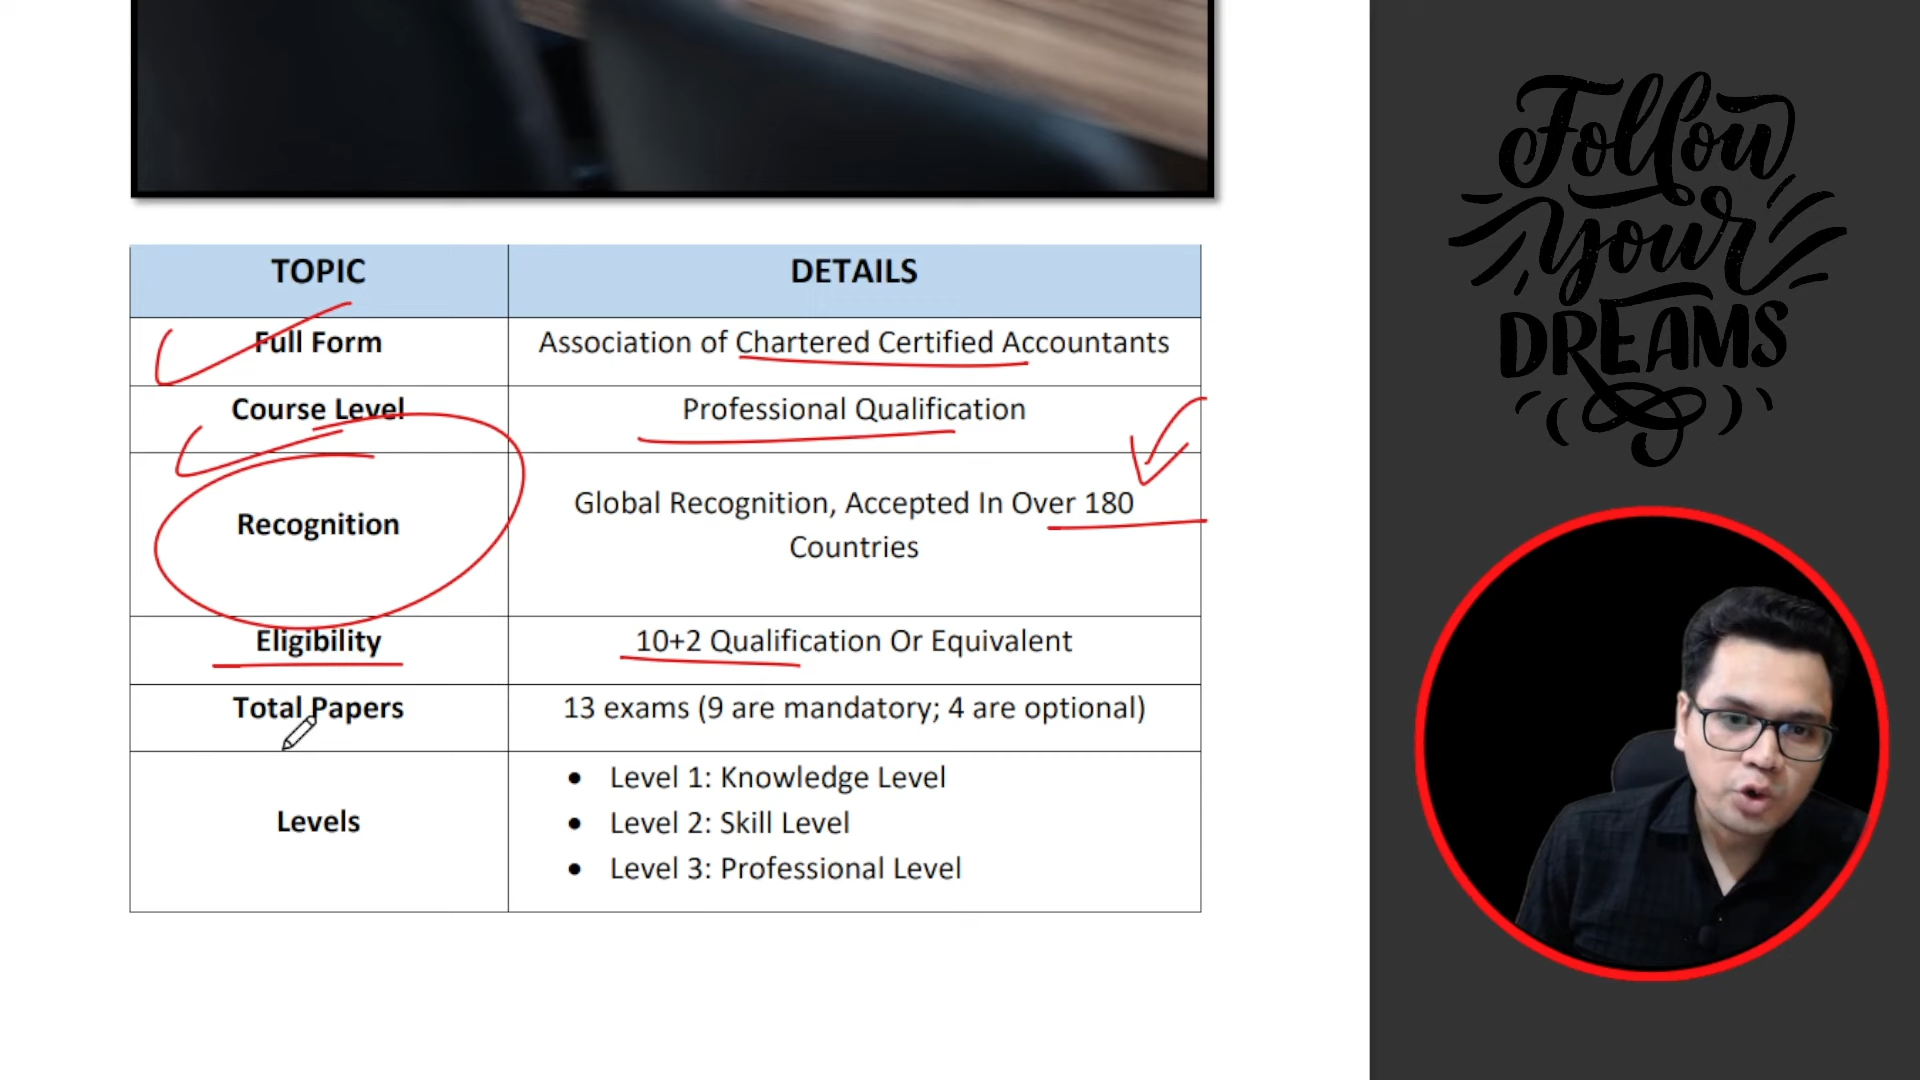 TOPIC DETAILS
Full Form Association of Chartered Certified Accountants
Course Level Professional Qualification
Recognition Global Recognition, Accepted In Over 180
Countries
Eligibility 10+2 Qualification Or Equivalent
Total Papers 13 exams (9 are mandatory; 4 are optional)
Levels
• Level 1: Knowledge Level
• Level 2: Skill Level
• Level 3: Professional Level
Follow
Your
DREAMS